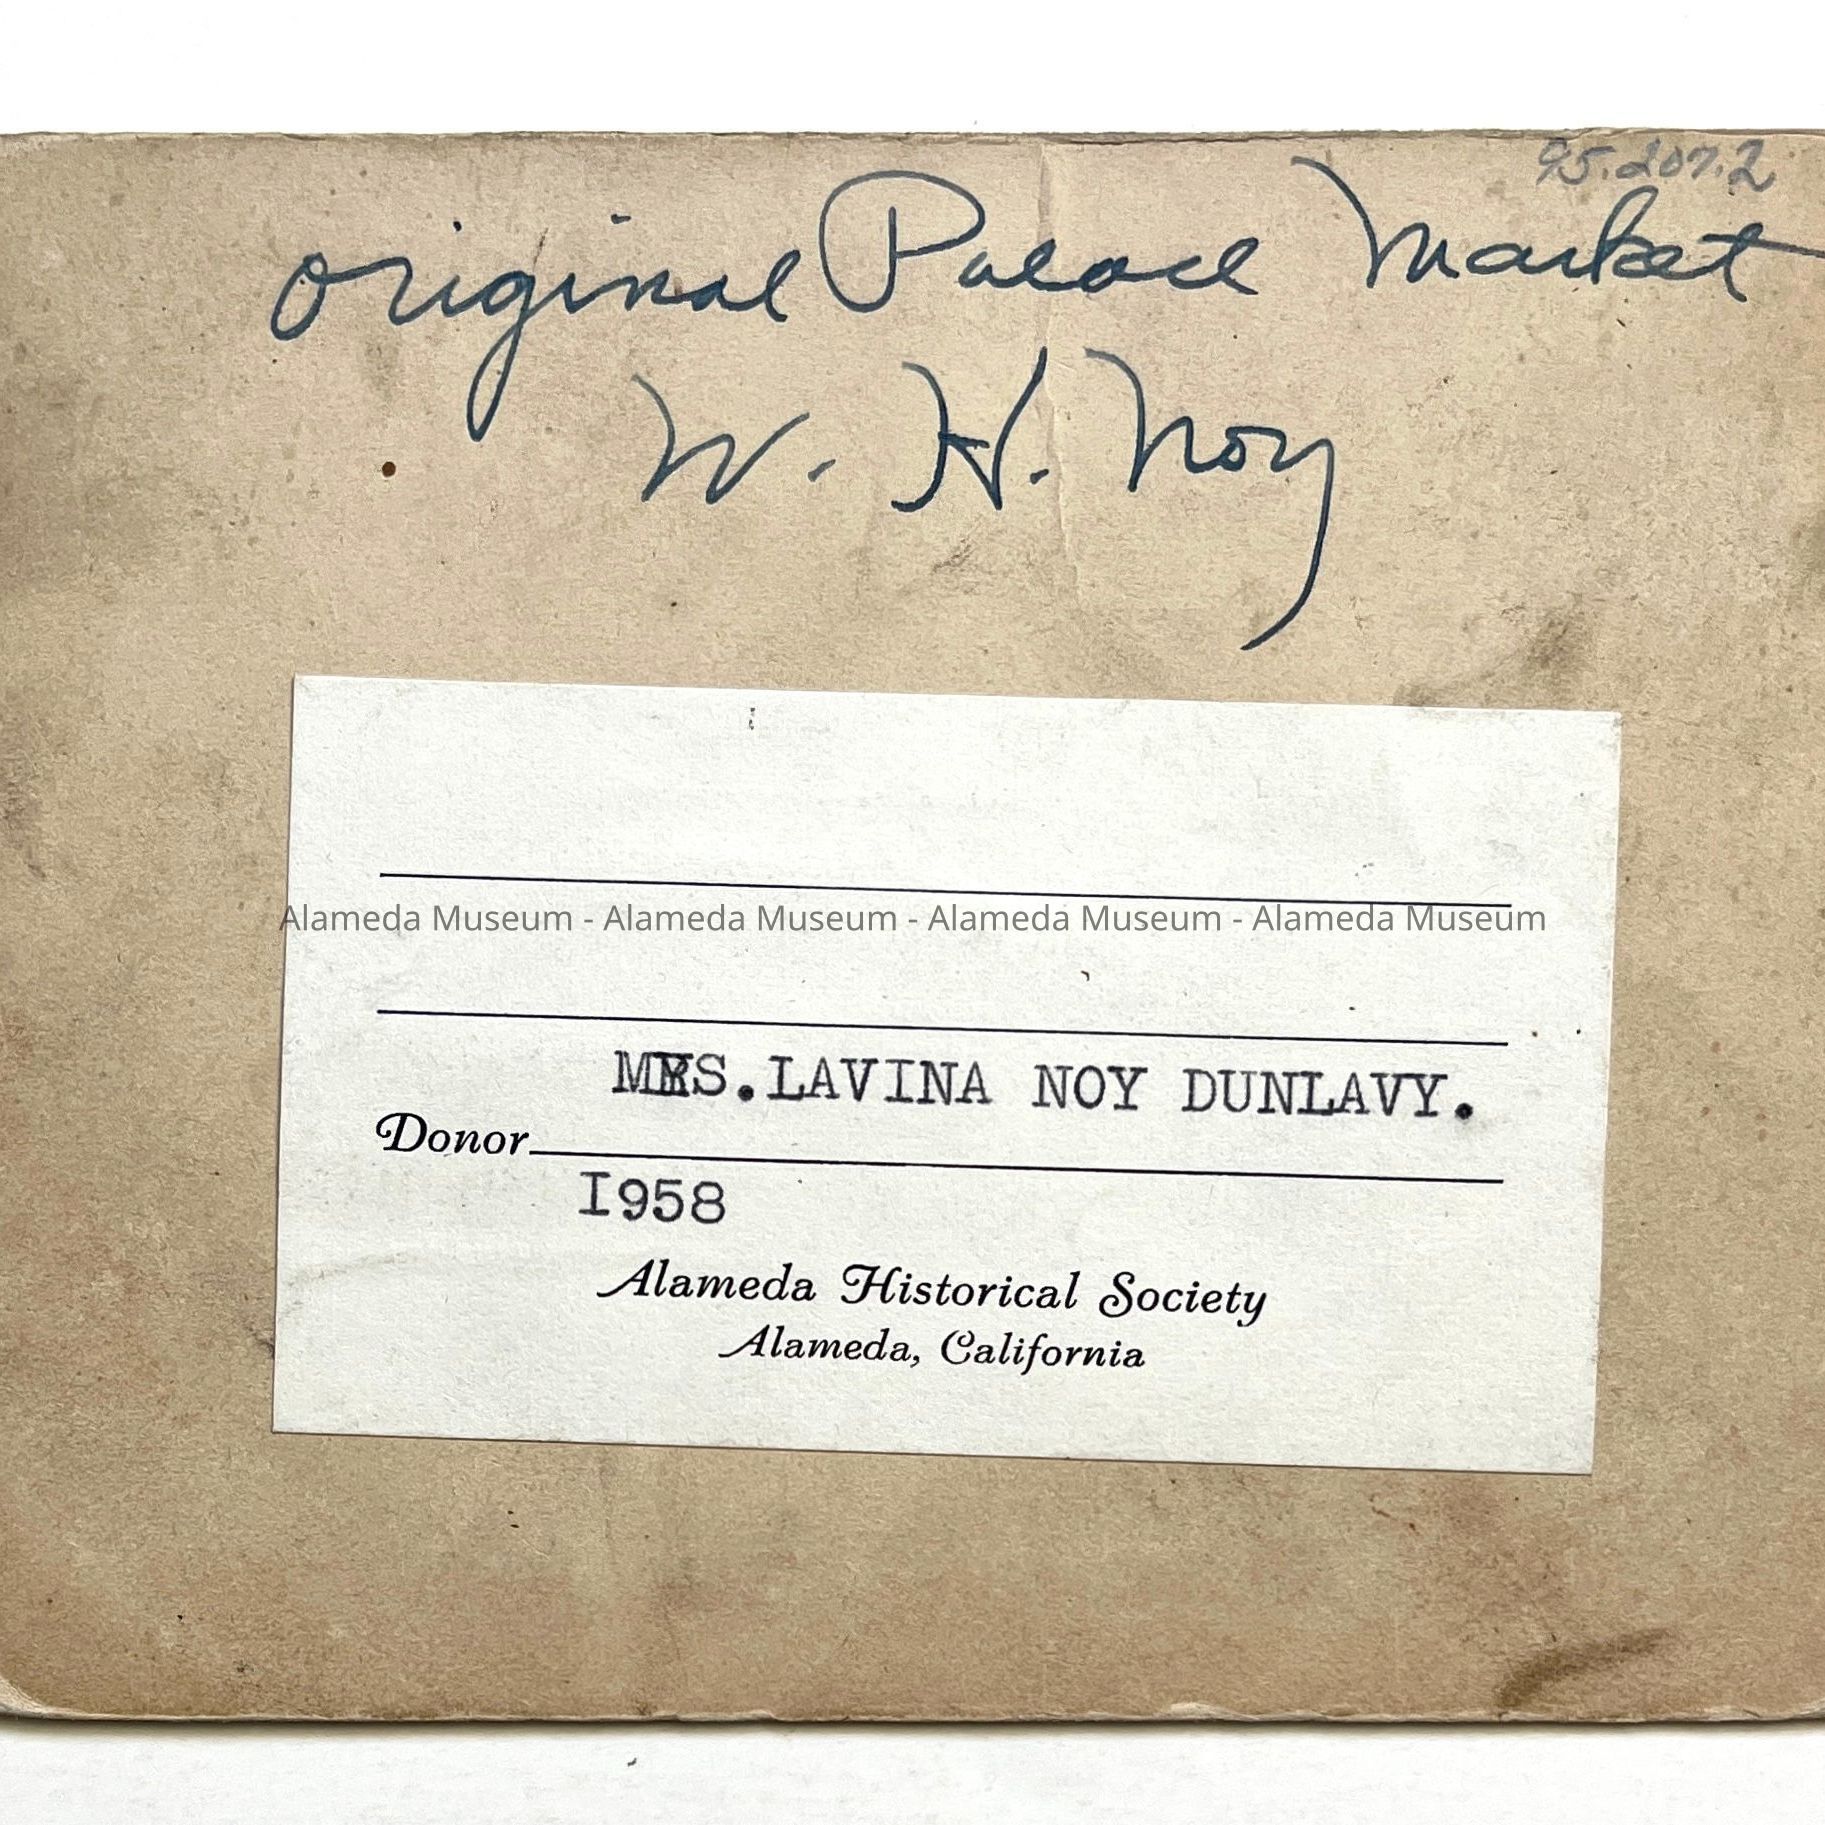 95.207.2
Original Palace Market
W. H. Noy
Alameda Museum - Alameda Museum - Alameda Museum - Alameda Museum
MRS.LAVINA NOY DUNLAVY.
Donor
I958
Alameda Historical Society
Alameda, California